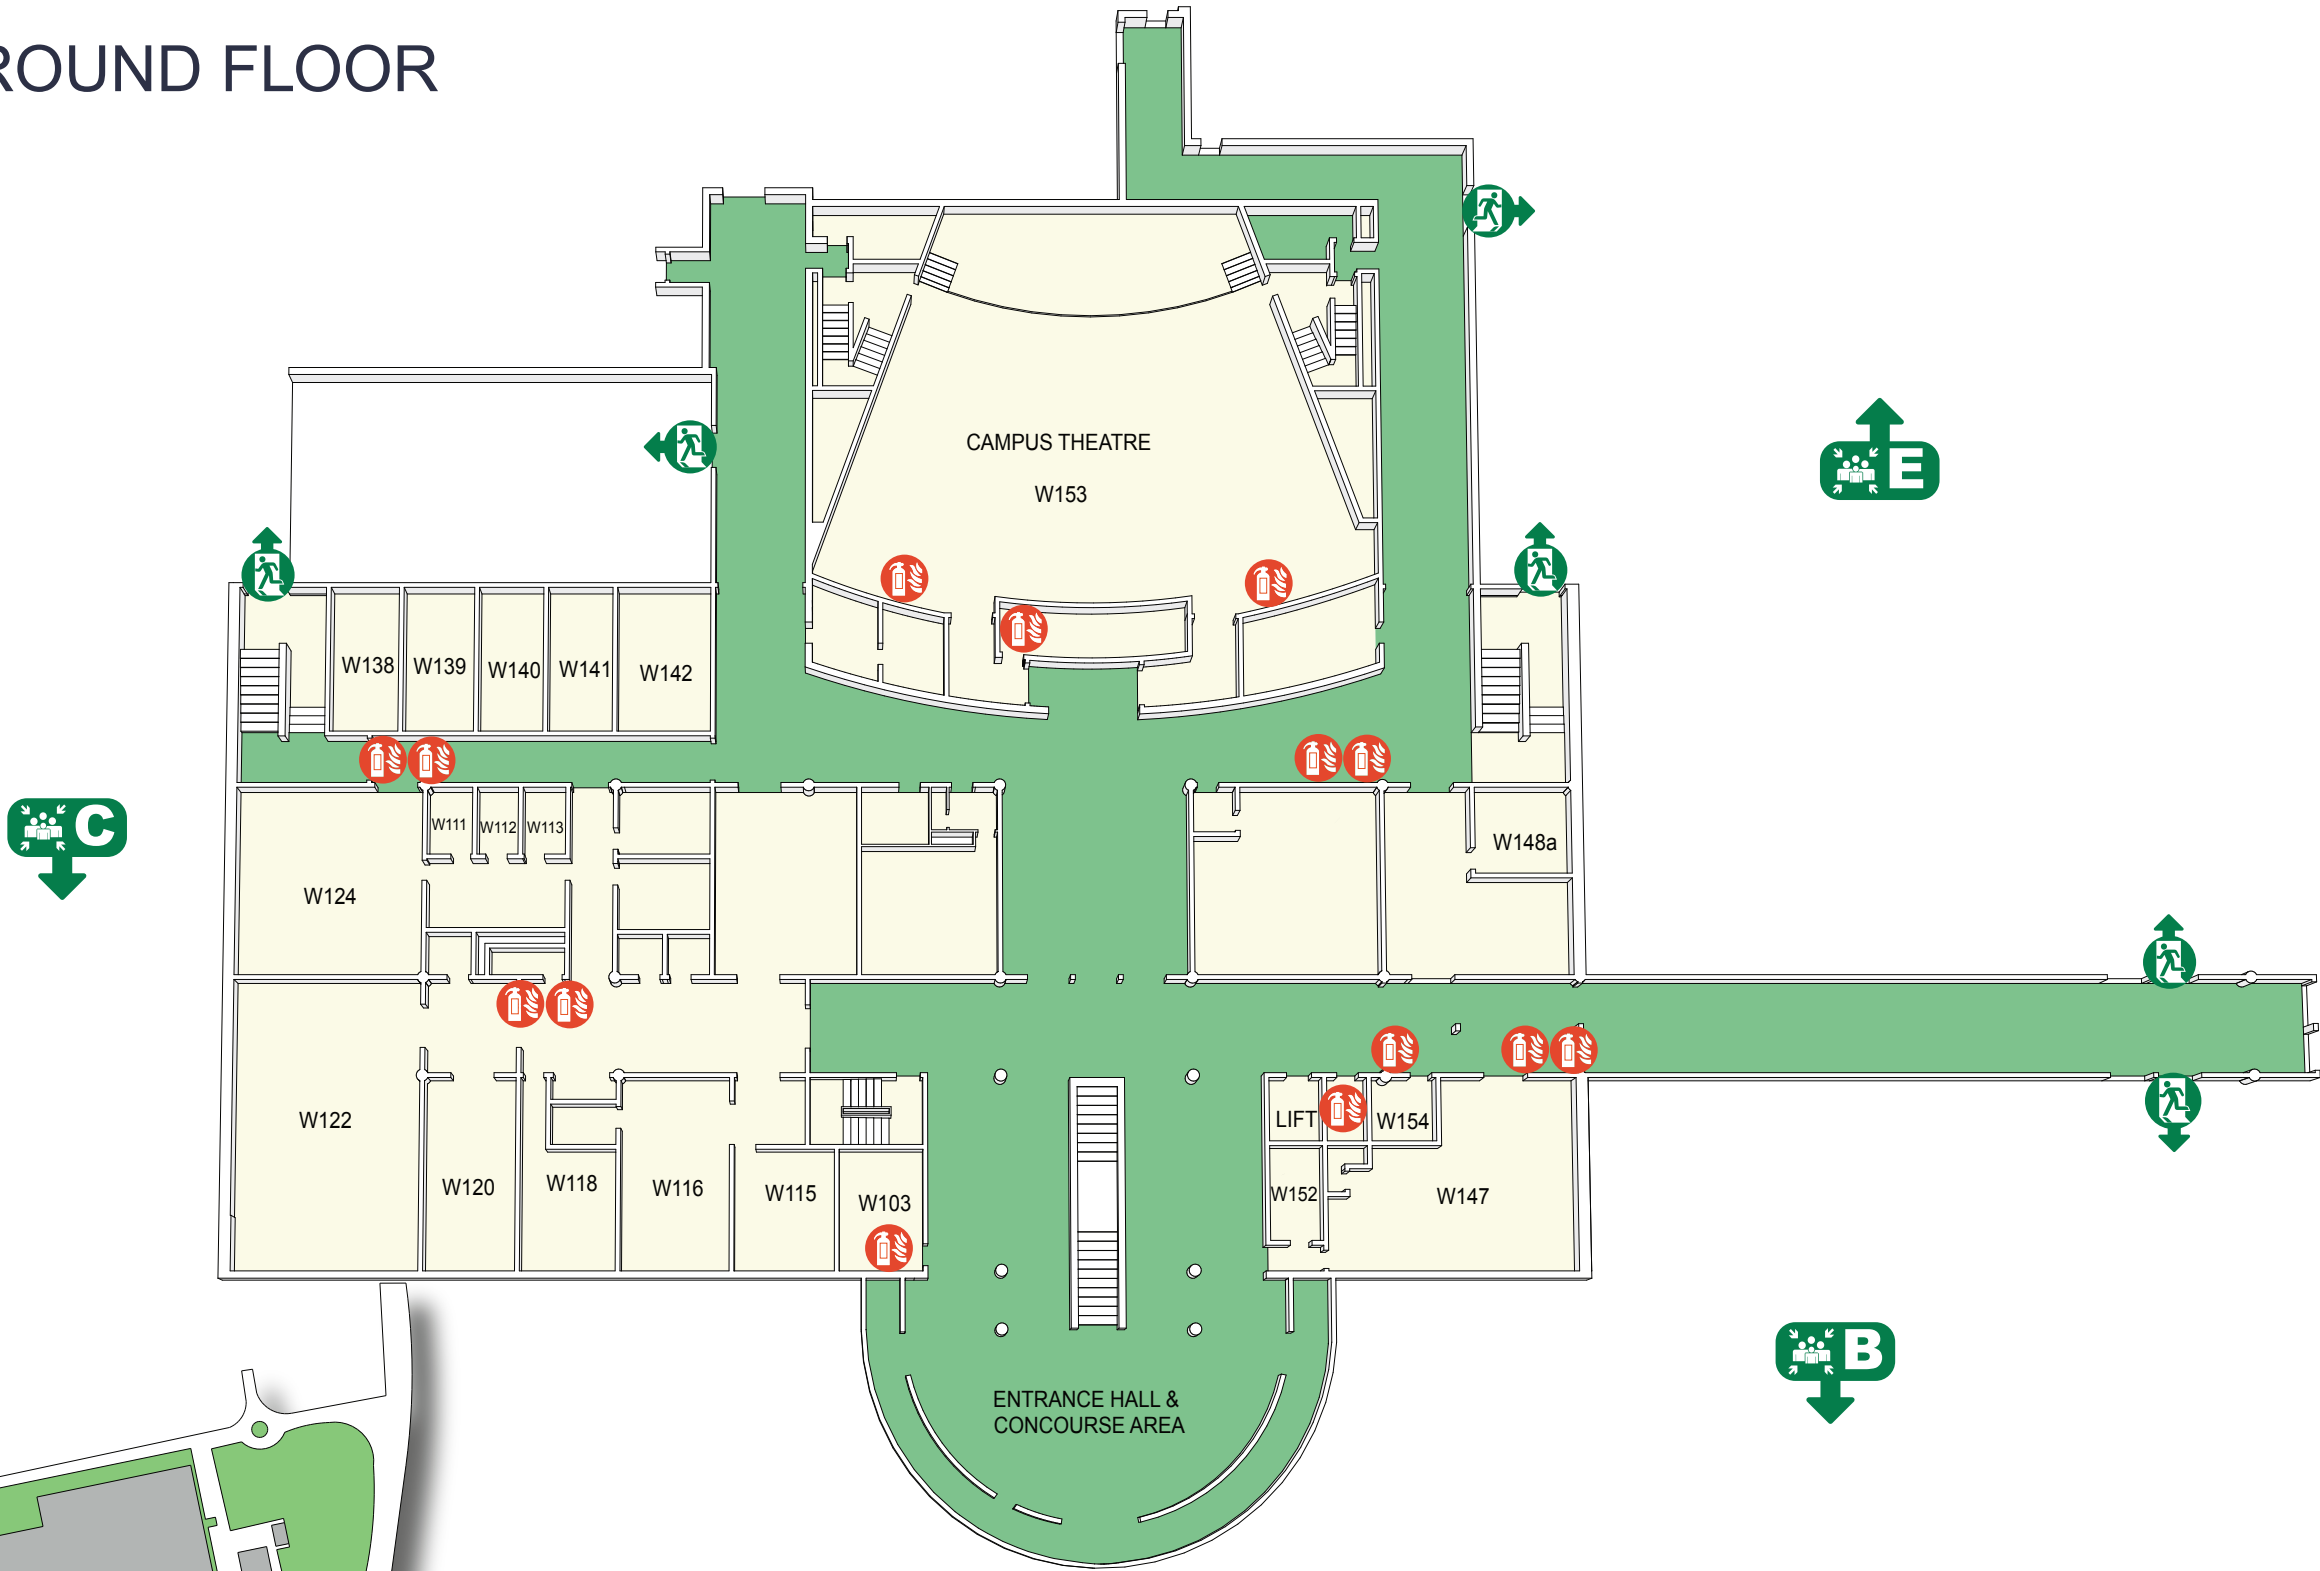 ROUND FLOOR
CAMPUS THEATRE
W153
E
W138
W139
W140
W141
W142
C
W111
W112
W113
W148a
W124
W122
LIFT
W154
W120
W118
W116
W115
W103
W152
W147
B
ENTRANCE HALL &
CONCOURSE AREA